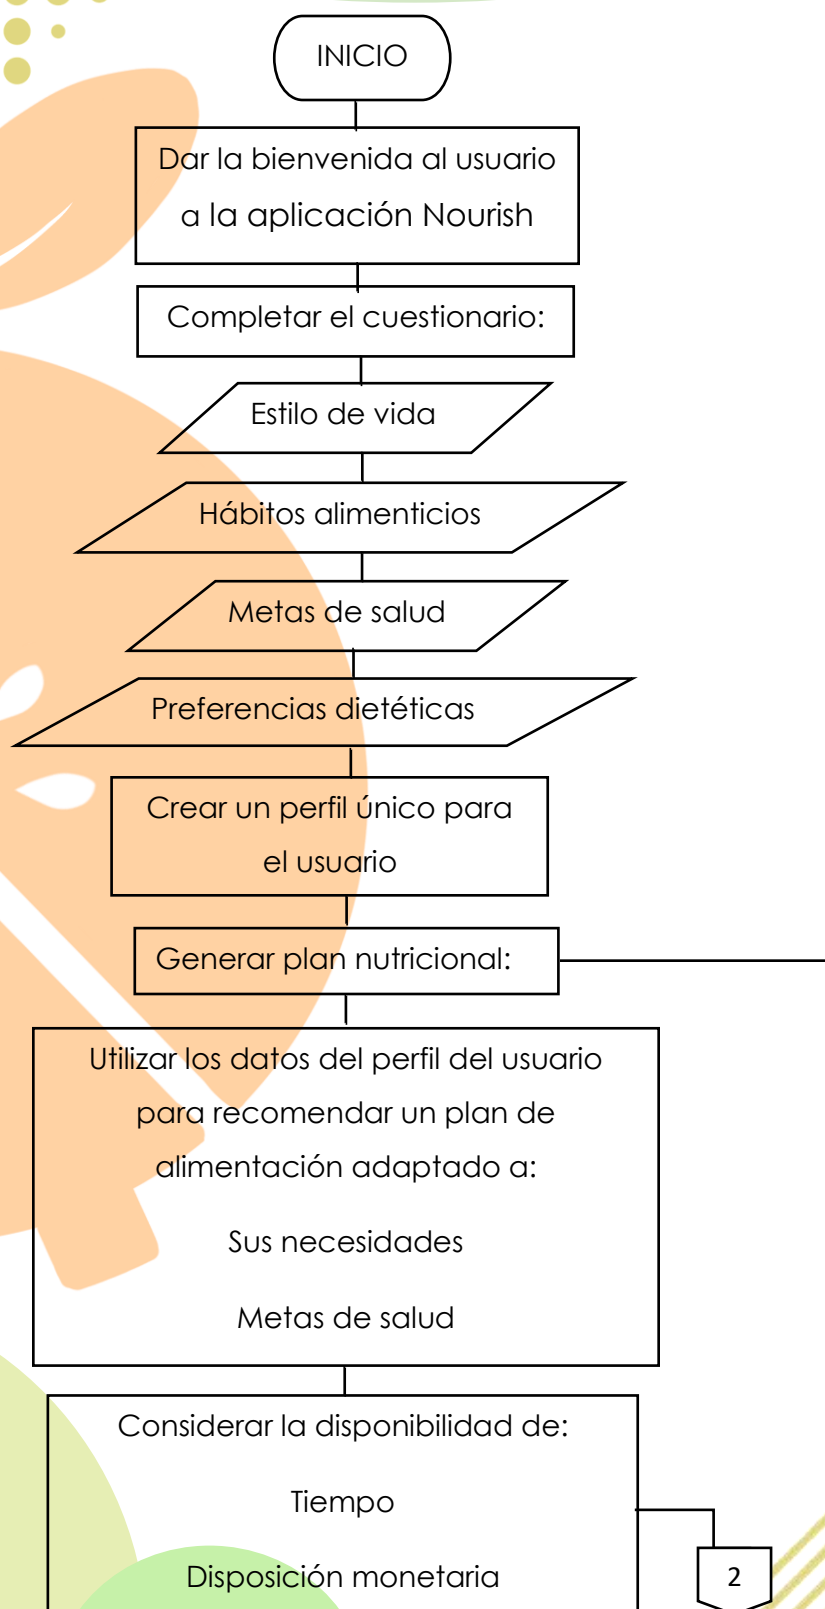 INICIO
Dar la bienvenida al usuario
a la aplicación Nourish
Completar el cuestionario:
Estilo de vida
Hábitos alimenticios
Metas de salud
Preferencias dietéticas
Crear un perfil único para
el usuario
Generar plan nutricional:
Utilizar los datos del perfil del usuario
para recomendar un plan de
alimentación adaptado a:
Sus necesidades
Metas de salud
Considerar la disponibilidad de:
Tiempo
Disposición monetaria
2